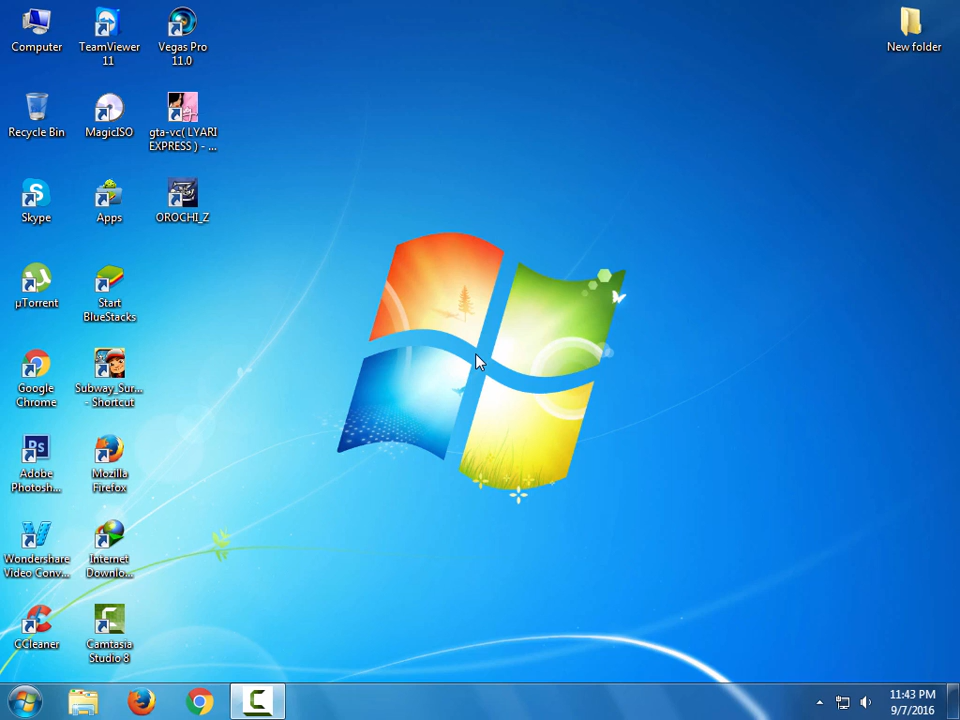 Computer
TeamViewer
11
Vegas Pro
11.0
New folder
Recycle Bin
MagicISO
gta-vc( LYARI
EXPRESS ) - ...
Skype
Apps
OROCHI_Z
µTorrent
Start
BlueStacks
Google
Chrome
Subway_Sur...
- Shortcut
Ps
Adobe
Photosh...
Mozilla
Firefox
Wondershare
Video Conv...
Internet
Downlo...
CCleaner
Camtasia
Studio 8
11:43 PM
9/7/2016